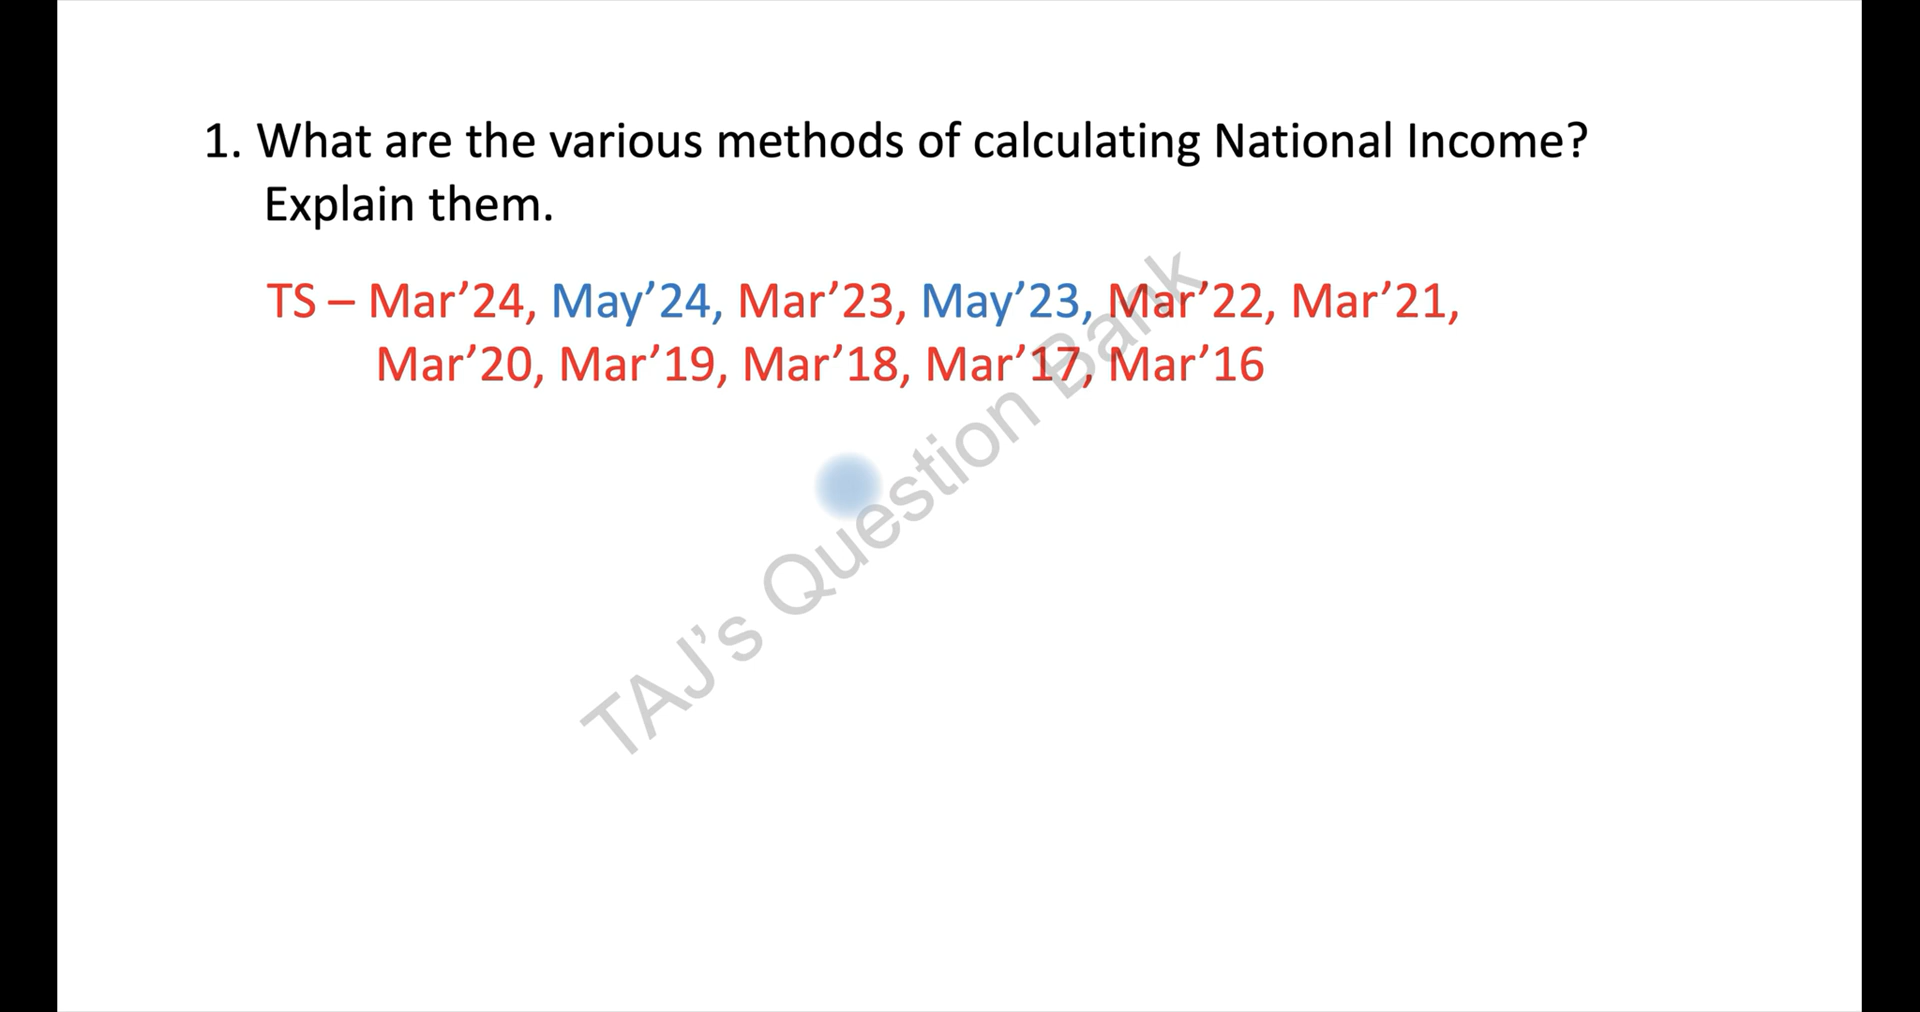 1. What are the various methods of calculating National Income?
Explain them.
TS – Mar’24, May’24, Mar’23, May’23, Mar’22, Mar’21,
Mar’20, Mar’19, Mar’18, Mar’17, Mar’16
TAJ’s Question Bank